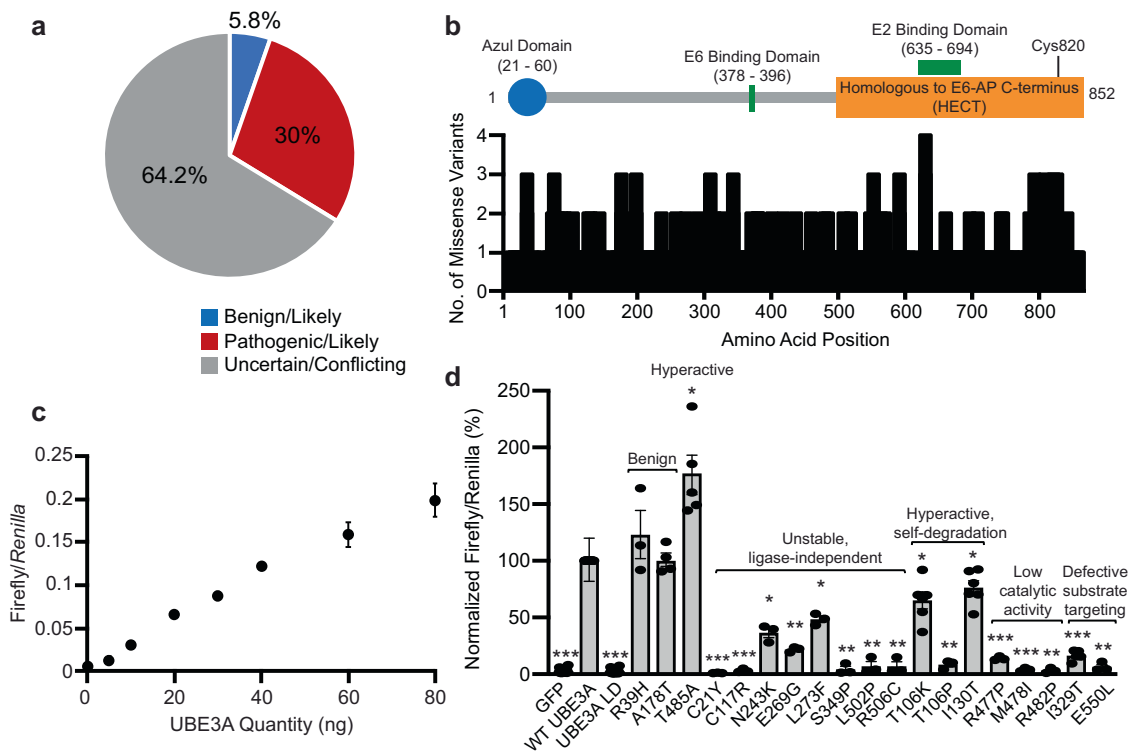 a
5.8%
30%
64.2%
Benign/Likely
Pathogenic/Likely
Uncertain/Conflicting
b
Azul Domain
(21 - 60)
E6 Binding Domain
(378 - 396)
E2 Binding Domain
(635 - 694)
Cys820
1
Homologous to E6-AP C-terminus
(HECT)
852
No. of Missense Variants
4
3
2
1
0
1 100 200 300 400 500 600 700 800
Amino Acid Position
c
Firefly/Renilla
0.25
0.2
0.15
0.1
0.05
0
0 20 40 60 80
UBE3A Quantity (ng)
d
Normalized Firefly/Renilla (%)
250
200
150
100
50
0
Hyperactive
*
Benign
Unstable,
ligase-independent
Hyperactive,
self-degradation
Low
catalytic
activity
Defective
substrate
targeting
*** *** *** *** * ** * ** ** ** * ** * *** *** ** *** **
GFP
WT UBE3A
UBE3A LD
R39H
A178T
T485A
C21Y
C117R
N243K
E269G
L273F
S349P
L502P
R506C
T106K
T106P
I130T
R477P
M478I
R482P
I329T
E550L